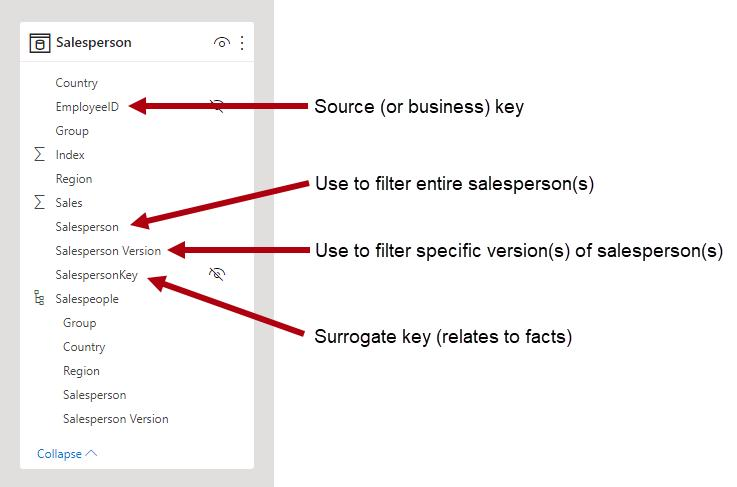 Salesperson
Country
EmployeeID
Source (or business) key
Group
Index
Region
Use to filter entire salesperson(s)
Sales
Salesperson
Salesperson Version
Use to filter specific version(s) of salesperson(s)
SalespersonKey
Salespeople
Group
Surrogate key (relates to facts)
Country
Region
Salesperson
Salesperson Version
Collapse